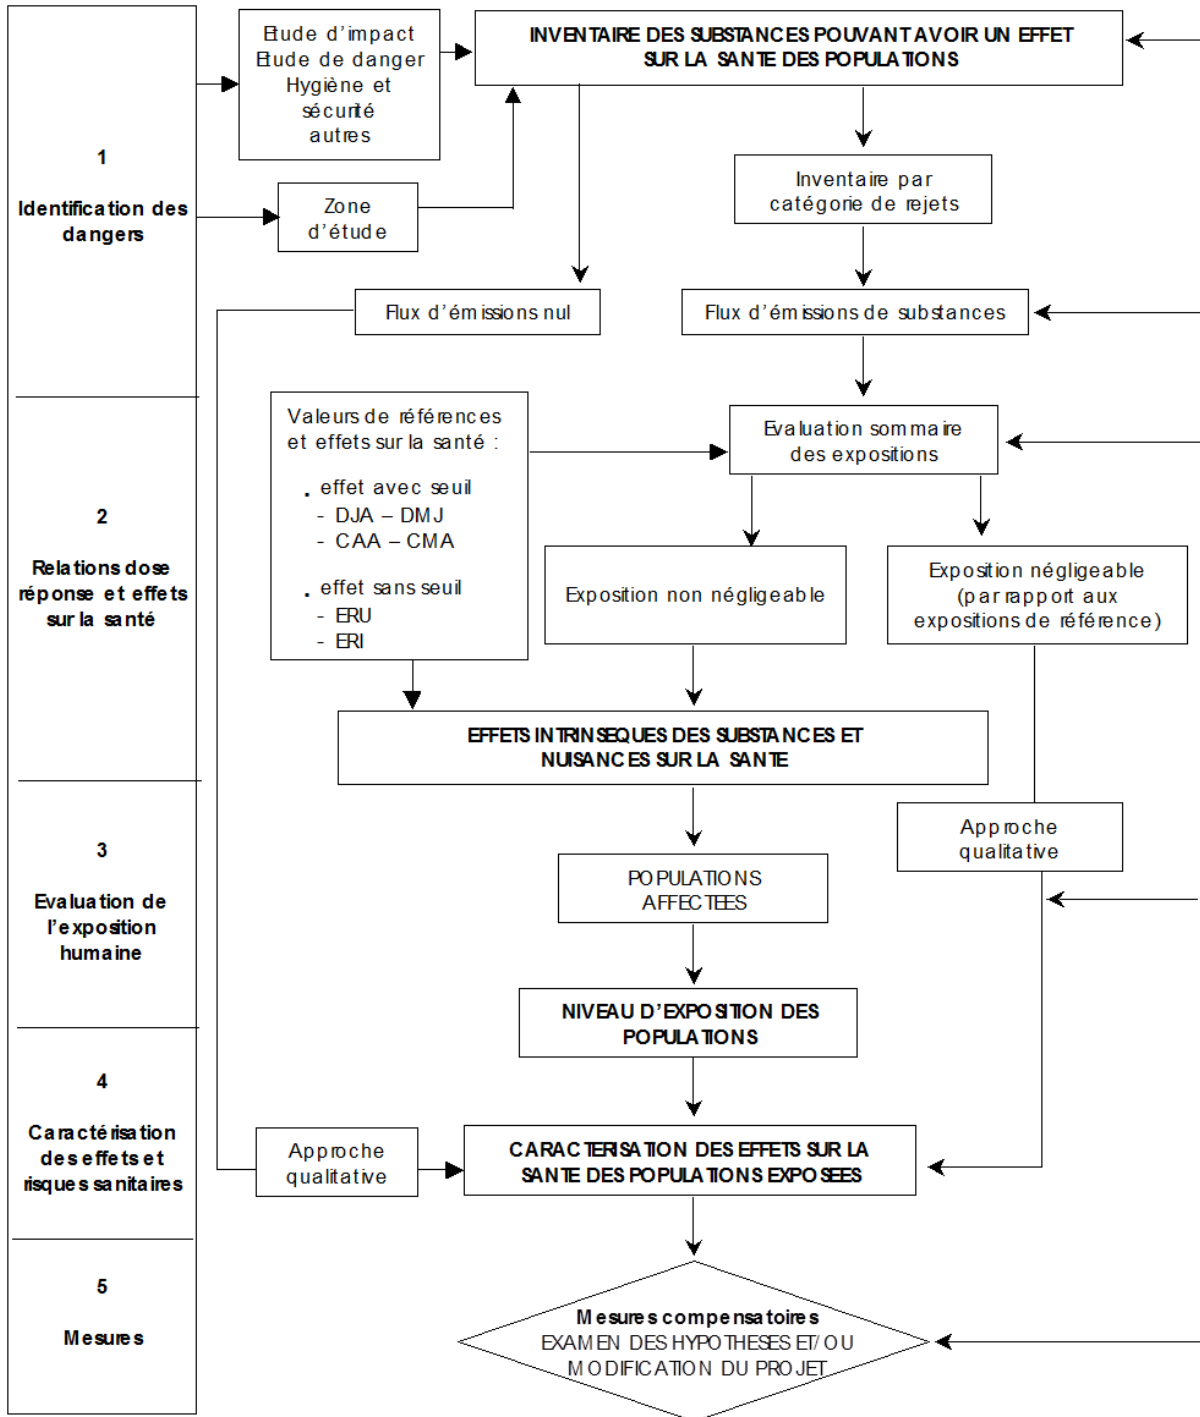 1
Identification des
dangers
Etude d'impact
Etude de danger
Hygiène et
sécurité
autres
Zone
d'étude
INVENTAIRE DES SUBSTANCES POUVANT AVOIR UN EFFET
SUR LA SANTE DES POPULATIONS
Inventaire par
catégorie de rejets
Flux d'émissions nul
Flux d'émissions de substances
2
Relations dose
réponse et effets
sur la santé
Valeurs de références
et effets sur la santé :
. effet avec seuil
- DJA – DMJ
- CAA – CMA
. effet sans seuil
- ERU
- ERI
Evaluation sommaire
des expositions
Exposition non négligeable
Exposition négligeable
(par rapport aux
expositions de référence)
EFFETS INTRINSEQUES DES SUBSTANCES ET
NUISANCES SUR LA SANTE
3
Evaluation de
l'exposition
humaine
Approche
qualitative
POPULATIONS
AFFECTEES
NIVEAU D'EXPOSITION DES
POPULATIONS
4
Caractérisation
des effets et
risques sanitaires
Approche
qualitative
CARACTERISATION DES EFFETS SUR LA
SANTE DES POPULATIONS EXPOSEES
5
Mesures
Mesures compensatoires
EXAMEN DES HYPOTHESES ET/OU
MODIFICATION DU PROJET